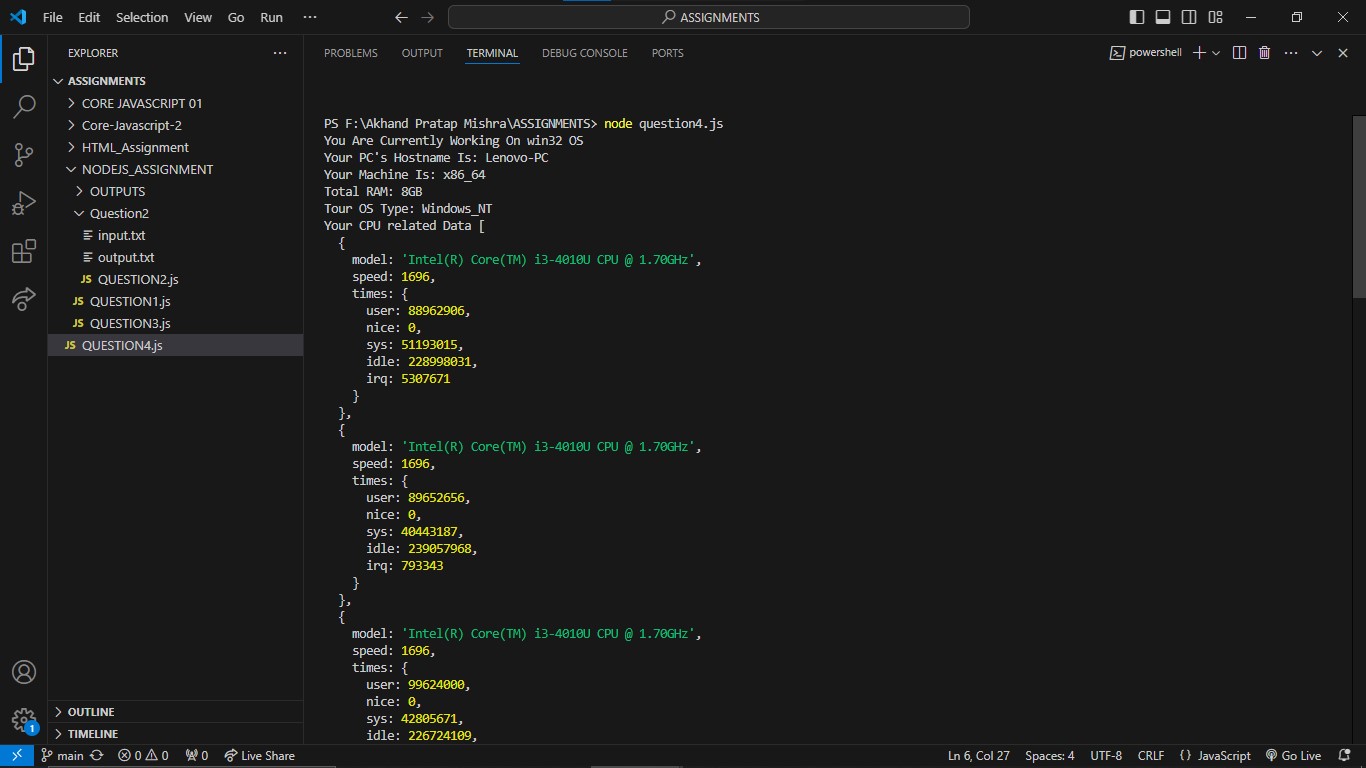 File Edit Selection View Go Run ···
ASSIGNMENTS
EXPLORER ···
ASSIGNMENTS
CORE JAVASCRIPT 01
Core-Javascript-2
HTML_Assignment
NODEJS_ASSIGNMENT
OUTPUTS
Question2
input.txt
output.txt
JS QUESTION2.js
JS QUESTION1.js
JS QUESTION3.js
JS QUESTION4.js
OUTLINE
TIMELINE
PROBLEMS OUTPUT TERMINAL DEBUG CONSOLE PORTS
powershell
PS F:\Akhand Pratap Mishra\ASSIGNMENTS> node question4.js
You Are Currently Working On win32 OS
Your PC's Hostname Is: Lenovo-PC
Your Machine Is: x86_64
Total RAM: 8GB
Tour OS Type: Windows_NT
Your CPU related Data [
{
model: 'Intel(R) Core(TM) i3-4010U CPU @ 1.70GHz',
speed: 1696,
times: {
user: 88962906,
nice: 0,
sys: 51193015,
idle: 228998031,
irq: 5307671
}
},
{
model: 'Intel(R) Core(TM) i3-4010U CPU @ 1.70GHz',
speed: 1696,
times: {
user: 89652656,
nice: 0,
sys: 40443187,
idle: 239057968,
irq: 793343
}
},
{
model: 'Intel(R) Core(TM) i3-4010U CPU @ 1.70GHz',
speed: 1696,
times: {
user: 99624000,
nice: 0,
sys: 42805671,
idle: 226724109,
1
main 0 0 0 Live Share
Ln 6, Col 27 Spaces: 4 UTF-8 CRLF {} JavaScript Go Live